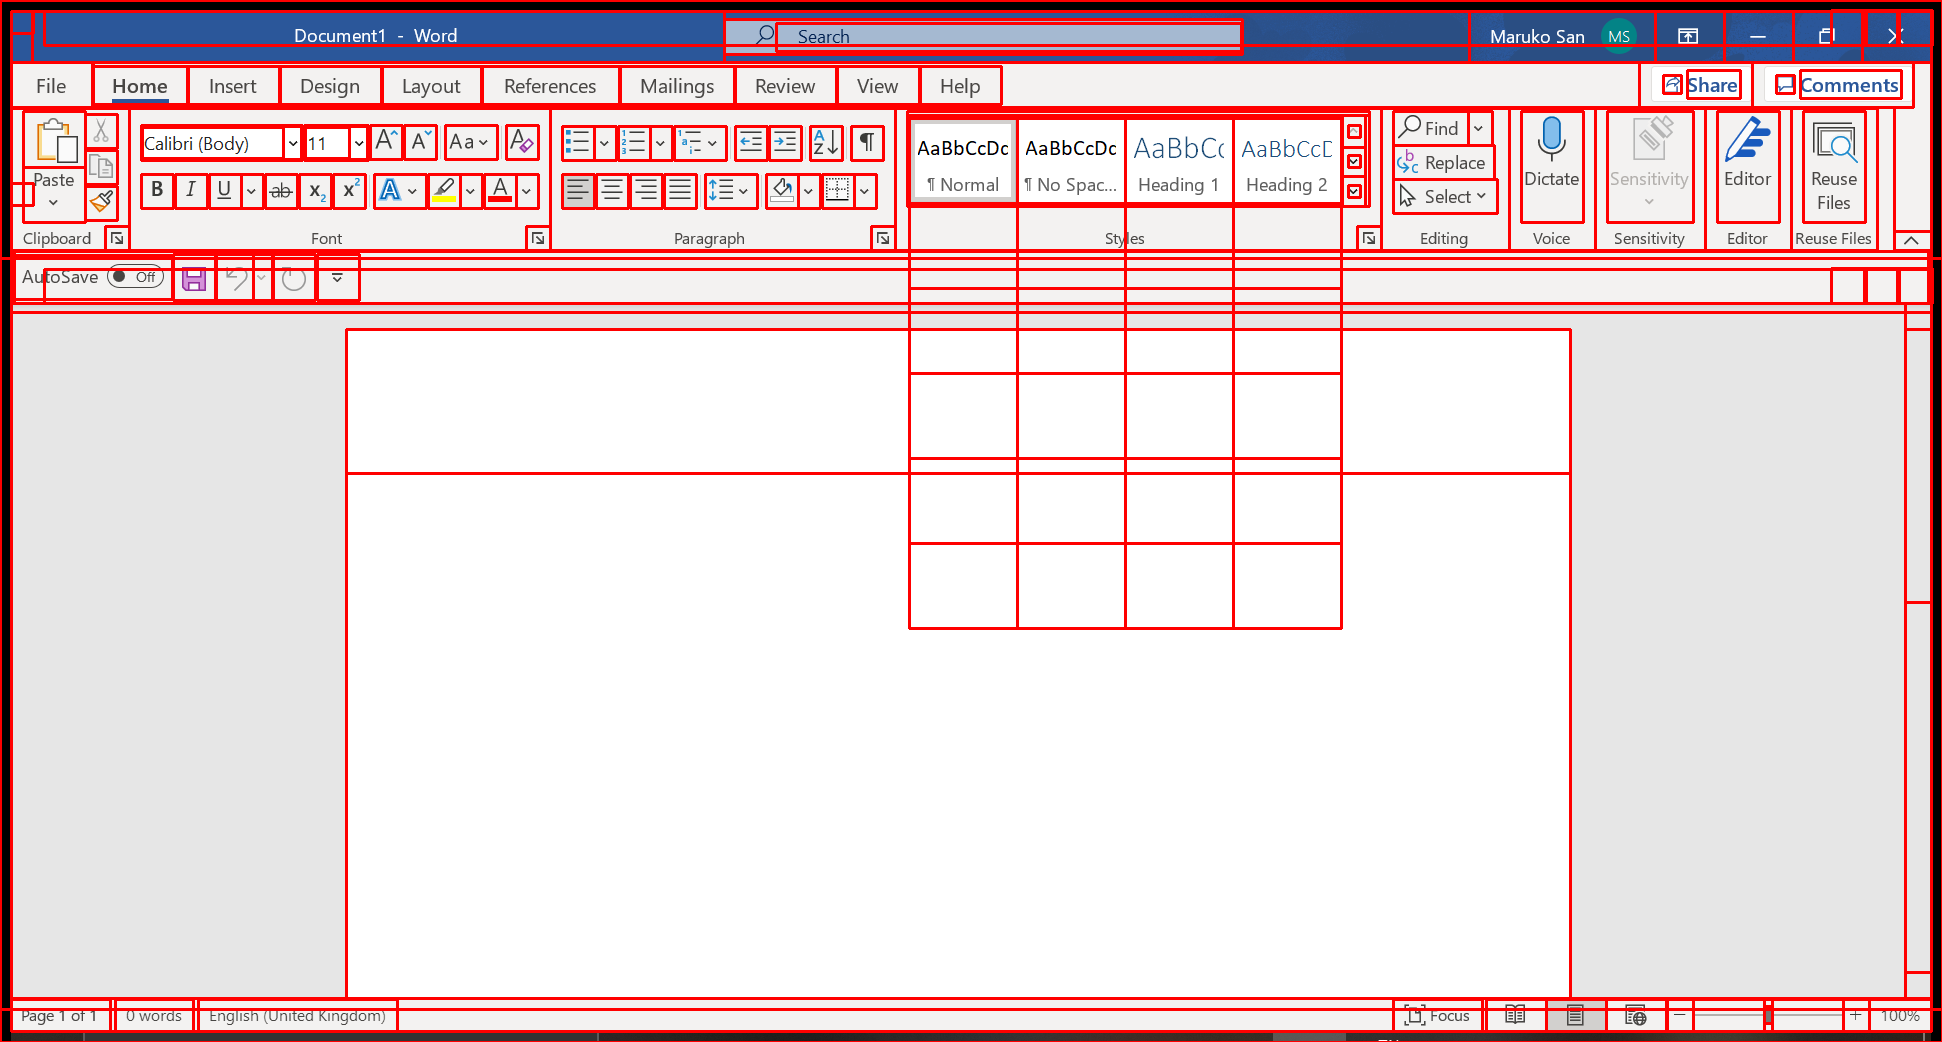 Document1 - Word
Search
Maruko San
MS
File
Home
Insert
Design
Layout
References
Mailings
Review
View
Help
Share
Comments
Paste
Clipboard
Calibri (Body)
11
Aa
B I U ab x₂ x²
A
A
Font
Paragraph
AaBbCcDc
¶ Normal
AaBbCcDc
¶ No Spac...
AaBbCc
Heading 1
AaBbCcD
Heading 2
Styles
Find
Replace
Select
Editing
Dictate
Voice
Sensitivity
Sensitivity
Editor
Editor
Reuse
Files
Reuse Files
AutoSave
Off
Page 1 of 1
0 words
English (United Kingdom)
Focus
100%